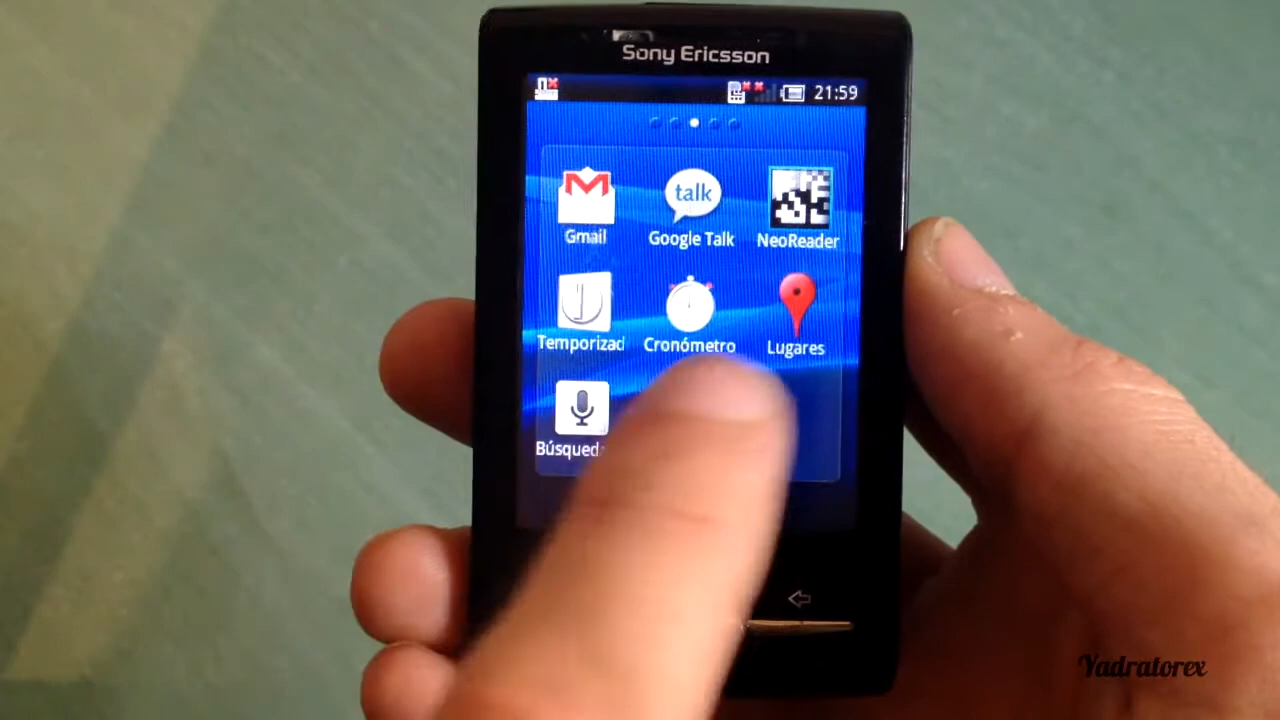 Sony Ericsson
21:59
talk
Gmail
Google Talk
NeoReader
Temporizad
Cronómetro
Lugares
Búsqued
Yadratorex